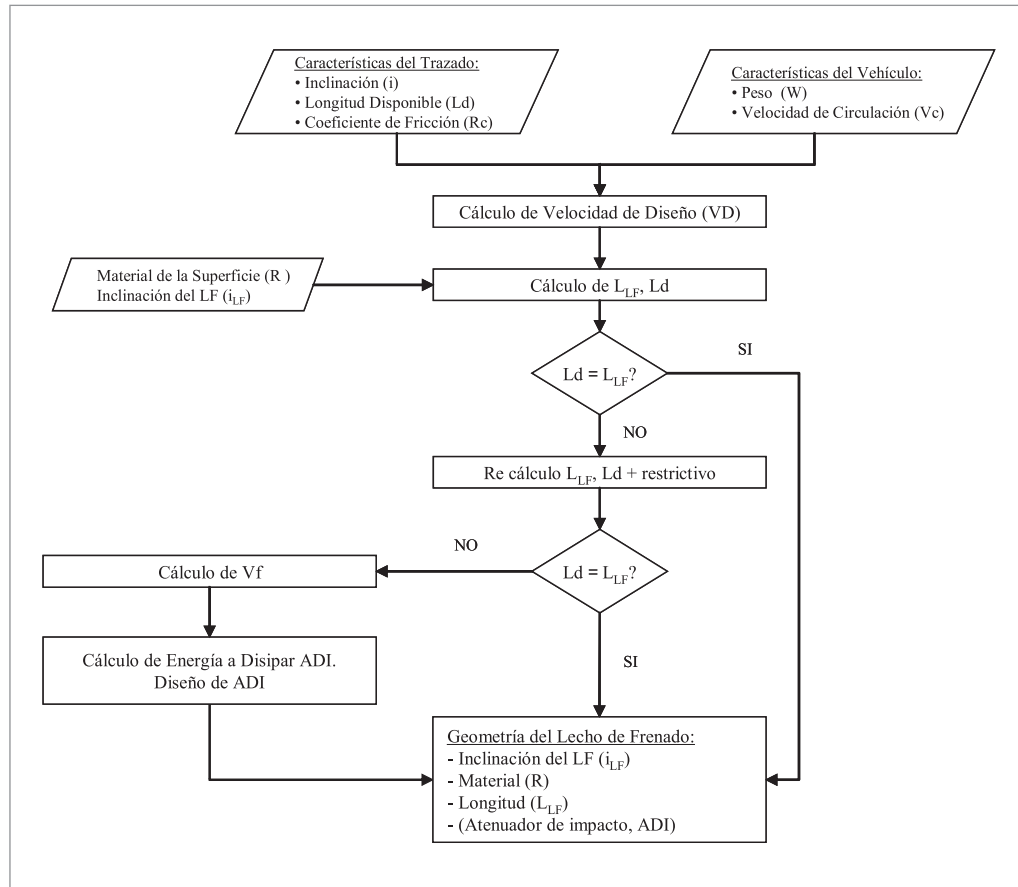 Características del Trazado:
• Inclinación (i)
• Longitud Disponible (Ld)
• Coeficiente de Fricción (Rc)
Características del Vehículo:
• Peso (W)
• Velocidad de Circulación (Vc)
Cálculo de Velocidad de Diseño (VD)
Material de la Superficie (R )
Inclinación del LF (iLF)
Cálculo de LLF, Ld
Ld = LLF?
SI
NO
Re cálculo LLF, Ld + restrictivo
Ld = LLF?
NO
Cálculo de Vf
SI
Cálculo de Energía a Disipar ADI.
Diseño de ADI
Geometría del Lecho de Frenado:
- Inclinación del LF (iLF)
- Material (R)
- Longitud (LLF)
- (Atenuador de impacto, ADI)